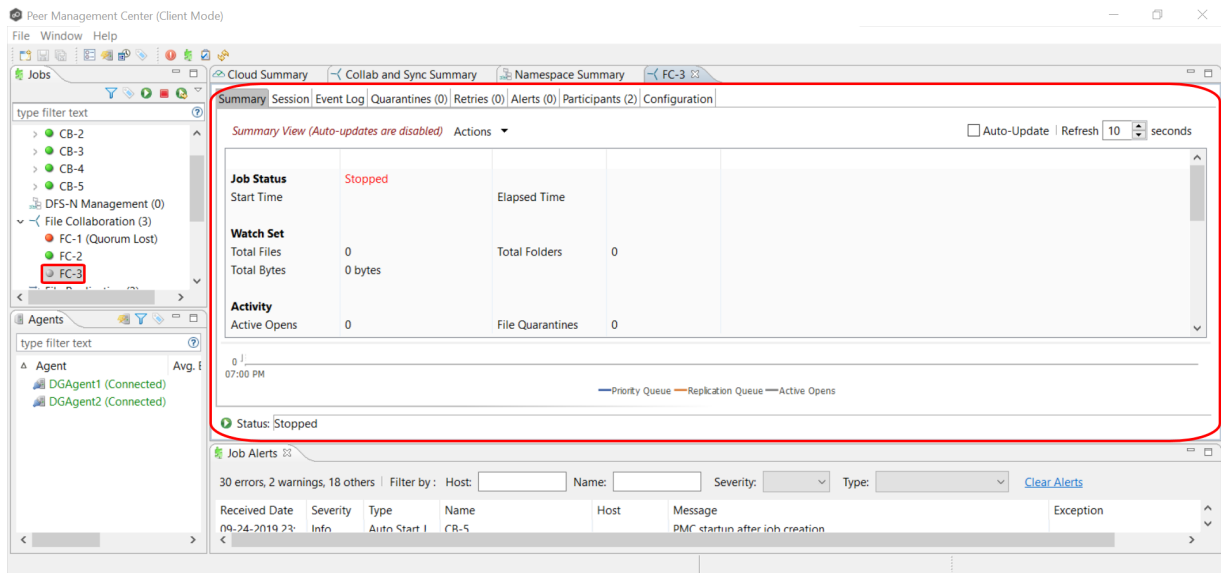 Peer Management Center (Client Mode)
File Window Help
Jobs
type filter text
CB-2
CB-3
CB-4
CB-5
DFS-N Management (0)
File Collaboration (3)
FC-1 (Quorum Lost)
FC-2
FC-3
Agents
type filter text
Agent Avg.
DGAgent1 (Connected)
DGAgent2 (Connected)
Cloud Summary Collab and Sync Summary Namespace Summary FC-3
Summary Session Event Log Quarantines (0) Retries (0) Alerts (0) Participants (2) Configuration
Summary View (Auto-updates are disabled) Actions Auto-Update Refresh 10 seconds
Job Status Stopped
Start Time Elapsed Time
Watch Set
Total Files 0 Total Folders 0
Total Bytes 0 bytes
Activity
Active Opens 0 File Quarantines 0
0
07:00 PM
Priority Queue Replication Queue Active Opens
Status: Stopped
Job Alerts
30 errors, 2 warnings, 18 others Filter by : Host: Name: Severity: Type: Clear Alerts
Received Date Severity Type Name Host Message Exception
09-24-2019 23: Info Auto Start CB-5 PMC startup after job creation